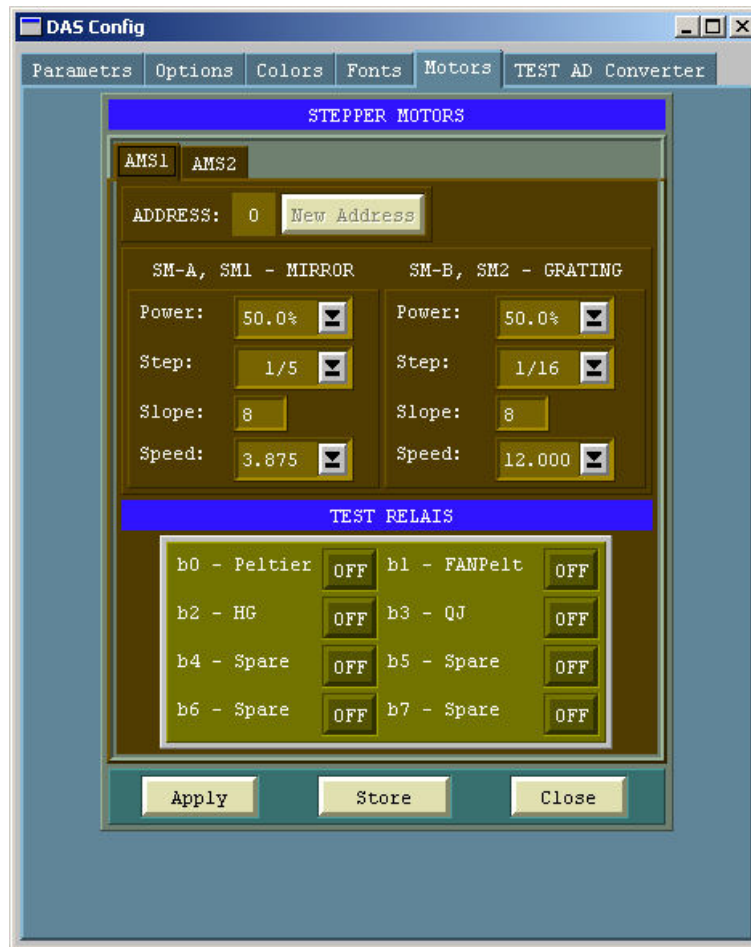 DAS Config
Parametrs Options Colors Fonts Motors TEST AD Converter
STEPPER MOTORS
AMS1 AMS2
ADDRESS: 0 New Address
SM-A, SM1 - MIRROR SM-B, SM2 - GRATING
Power: 50.0% Power: 50.0%
Step: 1/5 Step: 1/16
Slope: 8 Slope: 8
Speed: 3.875 Speed: 12.000
TEST RELAIS
b0 - Peltier OFF b1 - FANPelt OFF
b2 - HG OFF b3 - QJ OFF
b4 - Spare OFF b5 - Spare OFF
b6 - Spare OFF b7 - Spare OFF
Apply Store Close